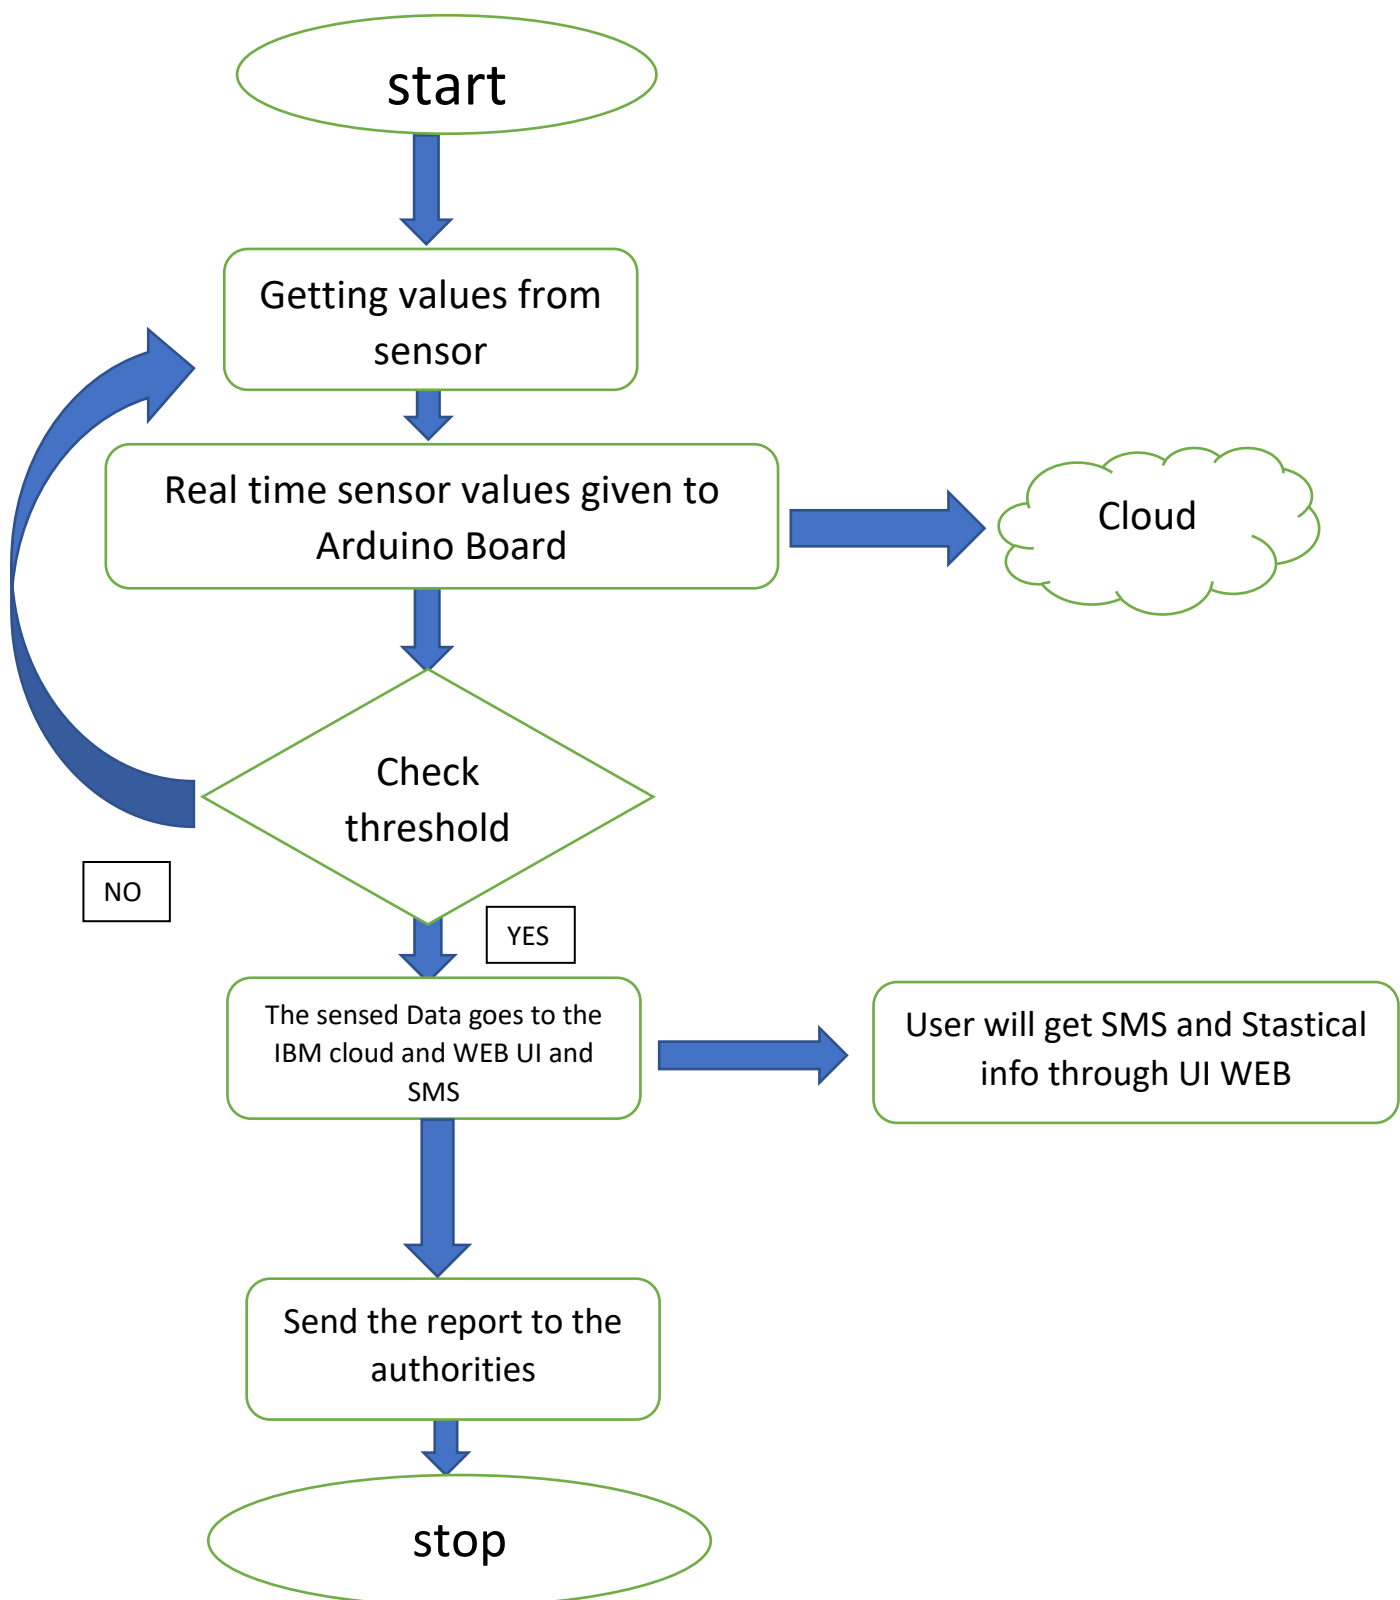 start
Getting values from
sensor
Real time sensor values given to
Arduino Board
Cloud
Check
threshold
NO
YES
The sensed Data goes to the
IBM cloud and WEB UI and
SMS
User will get SMS and Stastical
info through UI WEB
Send the report to the
authorities
stop